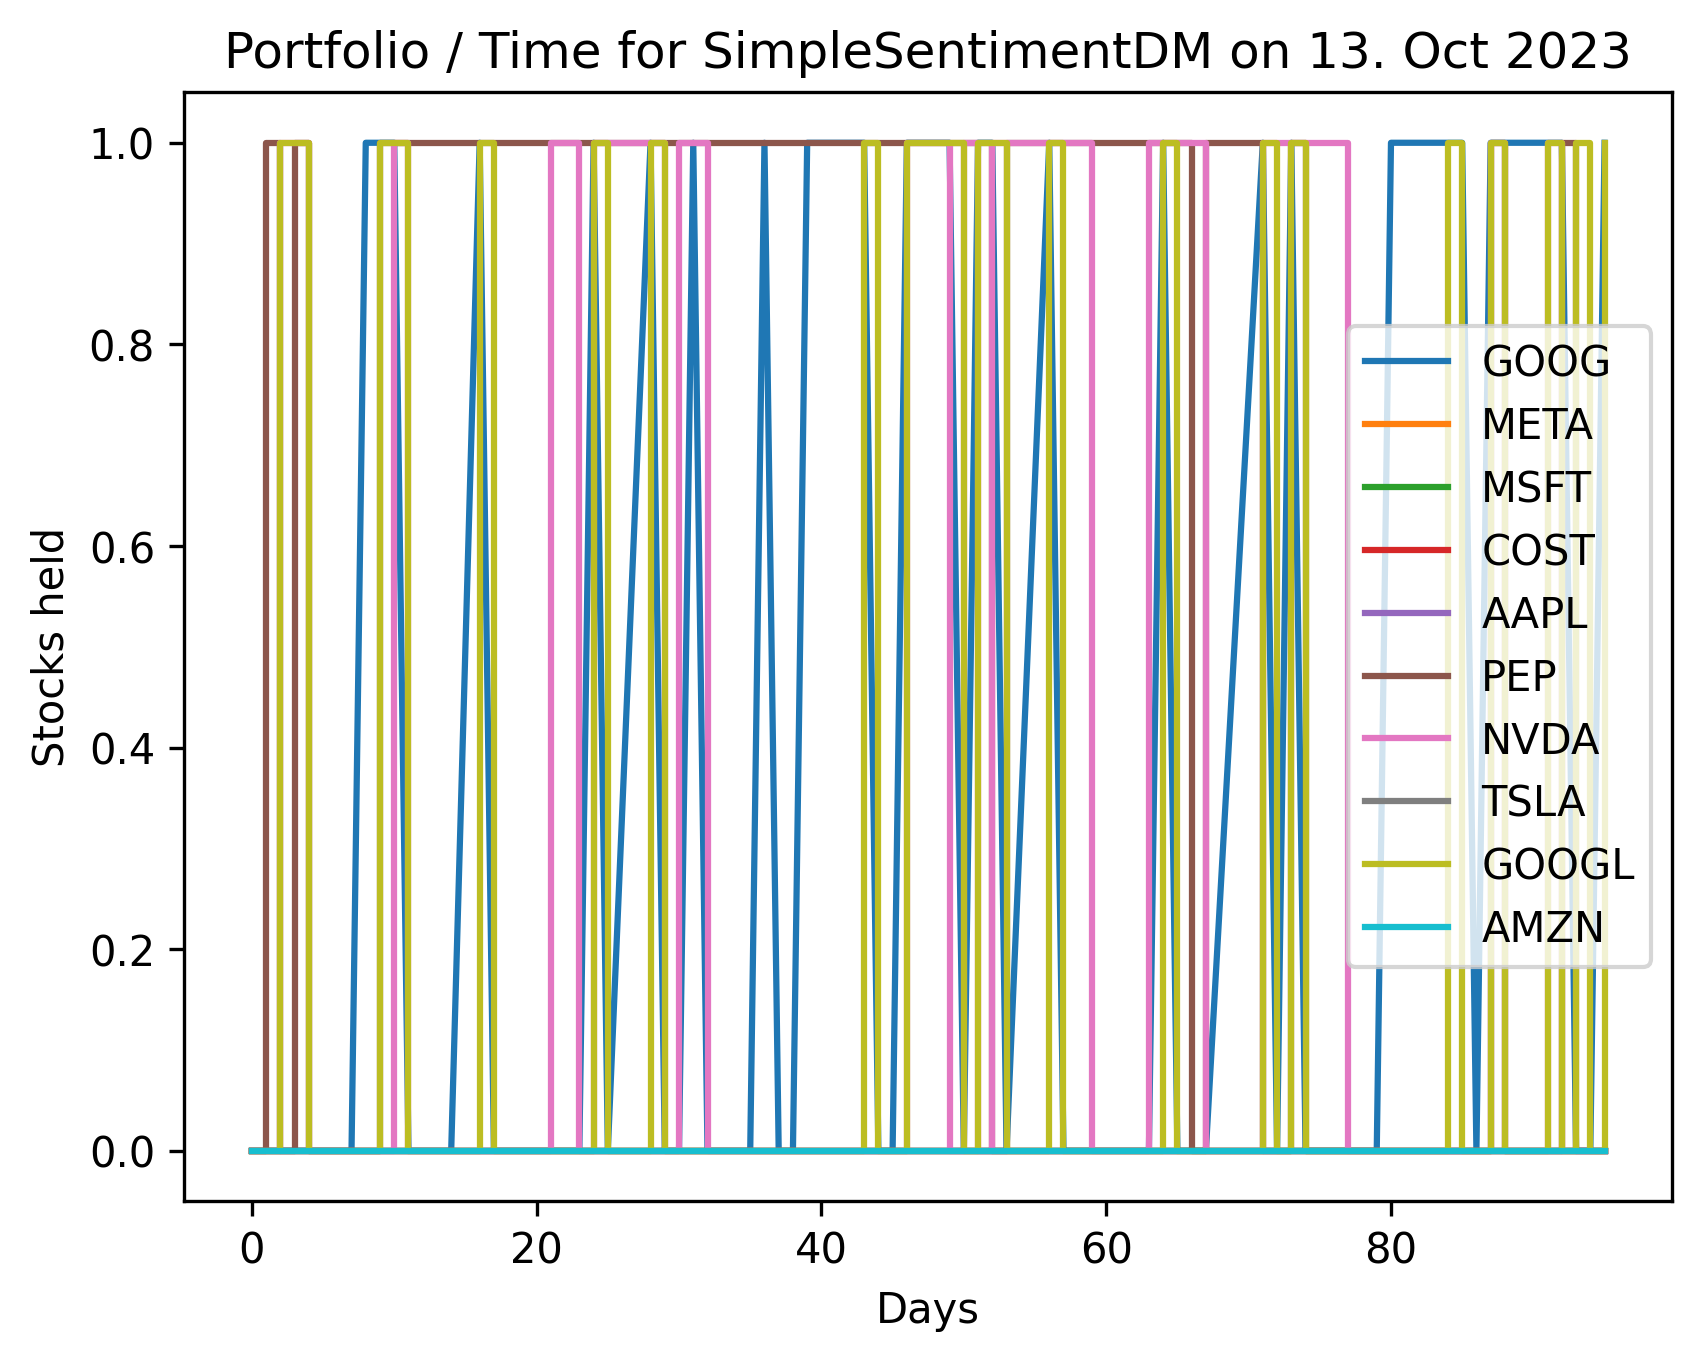 Portfolio / Time for SimpleSentimentDM on 13. Oct 2023
Stocks held
1.0
0.8
0.6
0.4
0.2
0.0
GOOG
META
MSFT
COST
AAPL
PEP
NVDA
TSLA
GOOGL
AMZN
0 20 40 60 80
Days